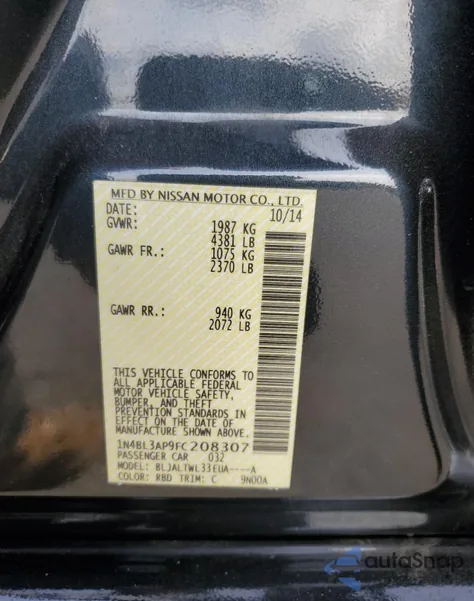 MFD BY NISSAN MOTOR CO., LTD.
DATE: 10/14
GVWR: 1987 KG
4381 LB
GAWR FR.: 1075 KG
2370 LB
GAWR RR.: 940 KG
2072 LB
THIS VEHICLE CONFORMS TO
ALL APPLICABLE FEDERAL
MOTOR VEHICLE SAFETY,
BUMPER, AND THEFT
PREVENTION STANDARDS IN
EFFECT ON THE DATE OF
MANUFACTURE SHOWN ABOVE.
1N4BL3AP9FC208307
PASSENGER CAR 032
MODEL: BLJALTWL33EUA----A
COLOR: KBD TRIM: C 9N00A
autoSnap